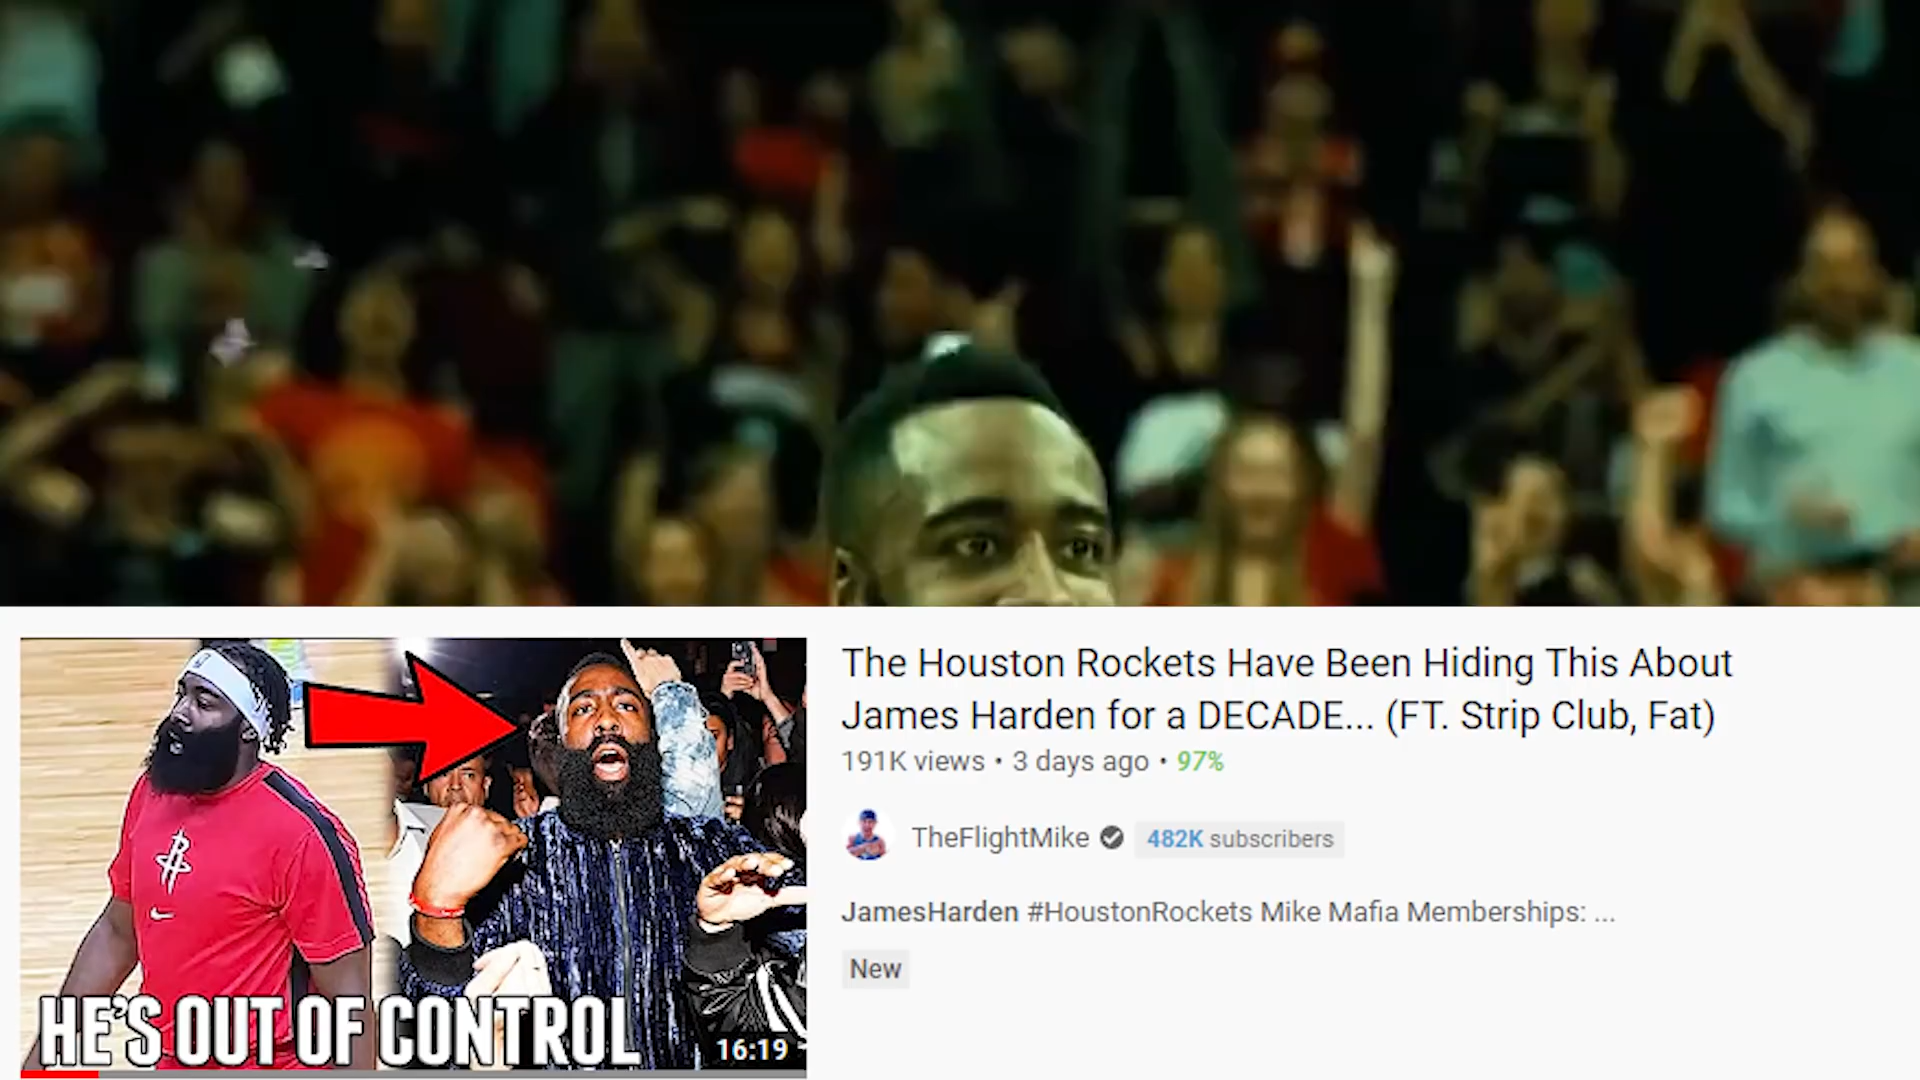 The Houston Rockets Have Been Hiding This About
James Harden for a DECADE... (FT. Strip Club, Fat)
191K views • 3 days ago • 97%
TheFlightMike
482K subscribers
JamesHarden #HoustonRockets Mike Mafia Memberships: ...
New
HE'S OUT OF CONTROL
16:19